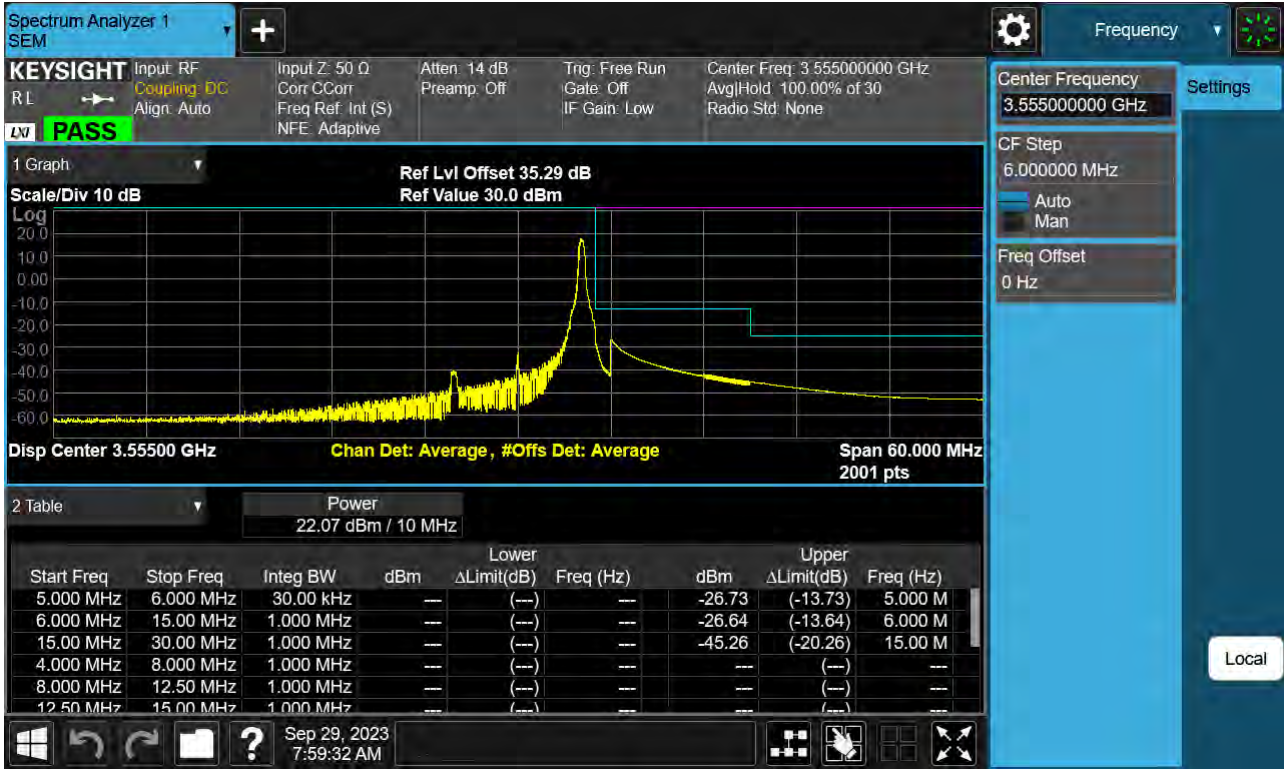 Spectrum Analyzer 1
SEM
Frequency
KEYSIGHT
R L
LXI
PASS
Input: RF
Coupling: DC
Align: Auto
Input Z: 50 Ω
Corr CCorr
Freq Ref: Int (S)
NFE: Adaptive
Atten: 14 dB
Preamp: Off
Trig: Free Run
Gate: Off
IF Gain: Low
Center Freq: 3.555000000 GHz
Avg|Hold: 100.00% of 30
Radio Std: None
Center Frequency
3.555000000 GHz
Settings
CF Step
6.000000 MHz
Auto
Man
Freq Offset
0 Hz
1 Graph
Ref Lvl Offset 35.29 dB
Scale/Div 10 dB
Ref Value 30.0 dBm
Log
20.0
10.0
0.00
-10.0
-20.0
-30.0
-40.0
-50.0
-60.0
Disp Center 3.55500 GHz
Chan Det: Average, #Offs Det: Average
Span 60.000 MHz
2001 pts
2 Table
Power
22.07 dBm / 10 MHz
Lower Upper
Start Freq Stop Freq Integ BW dBm ΔLimit(dB) Freq (Hz) dBm ΔLimit(dB) Freq (Hz)
5.000 MHz 6.000 MHz 30.00 kHz --- (---) --- -26.73 (-13.73) 5.000 M
6.000 MHz 15.00 MHz 1.000 MHz --- (---) --- -26.64 (-13.64) 6.000 M
15.00 MHz 30.00 MHz 1.000 MHz --- (---) --- -45.26 (-20.26) 15.00 M
4.000 MHz 8.000 MHz 1.000 MHz --- (---) --- --- (---) ---
8.000 MHz 12.50 MHz 1.000 MHz --- (---) --- --- (---) ---
12.50 MHz 15.00 MHz 1.000 MHz --- (---) --- --- (---) ---
Local
?
Sep 29, 2023
7:59:32 AM